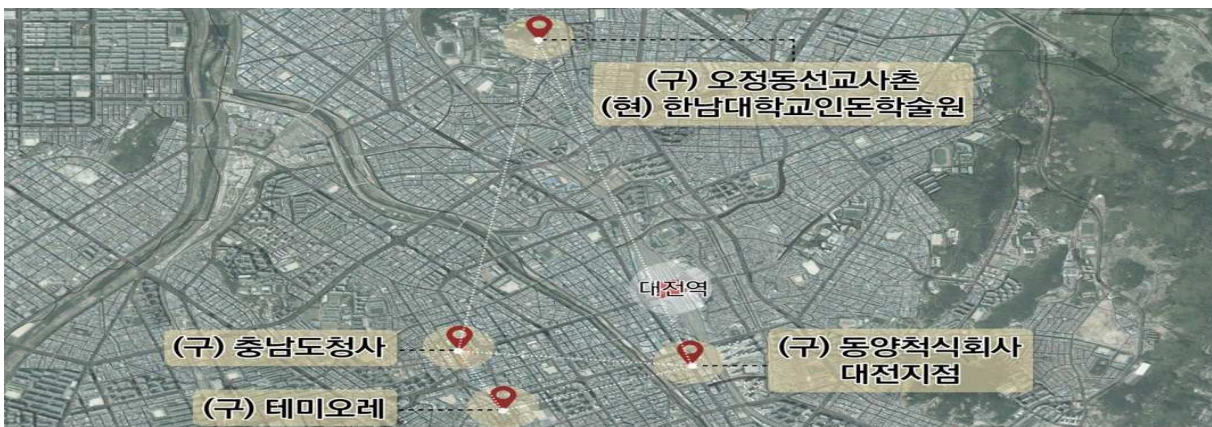 (구) 오정동선교사촌
(현) 한남대학교인돈학술원
대전역
(구) 충남도청사
(구) 동양척식회사
대전지점
(구) 테미오레